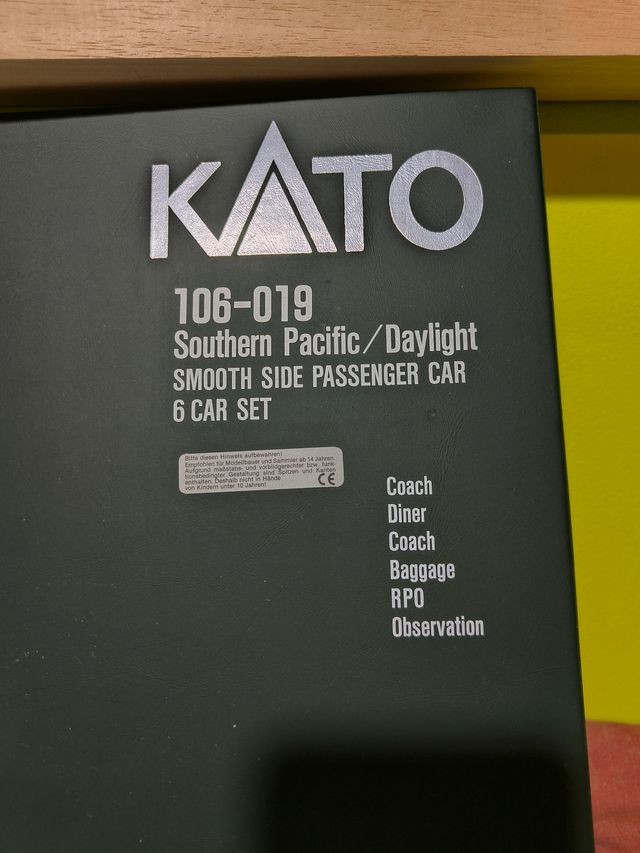 KATO
106-019
Southern Pacific/Daylight
SMOOTH SIDE PASSENGER CAR
6 CAR SET
Bitte diesen Hinweis aufbewahren!
Empfohlen für Modellbauer und Sammler ab 14 Jahren.
Aufgrund maßstabs- und vorbildgerechter bzw. funk-
tionsbedingter Gestaltung sind Spitzen und Kanten
enthalten. Deshalb nicht in Hände
von Kindern unter 10 Jahren!
CE
Coach
Diner
Coach
Baggage
RPO
Observation